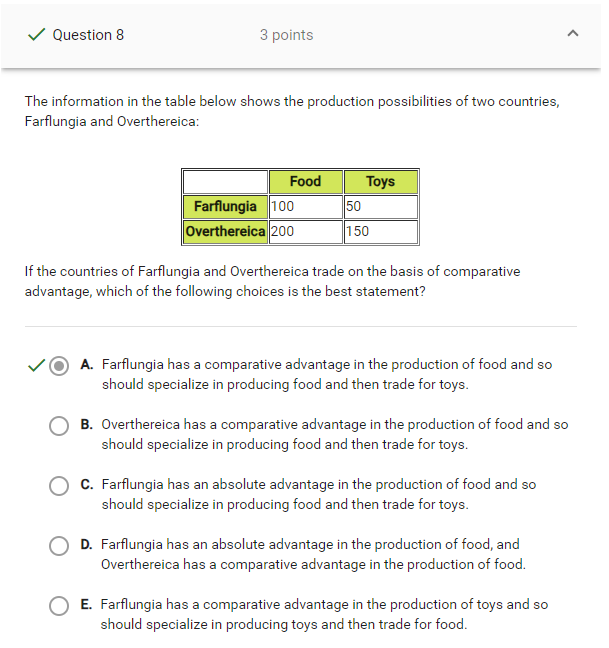 Question 8 3 points
The information in the table below shows the production possibilities of two countries,
Farflungia and Overthereica:
Food Toys
Farflungia 100 50
Overthereica 200 150
If the countries of Farflungia and Overthereica trade on the basis of comparative
advantage, which of the following choices is the best statement?
A. Farflungia has a comparative advantage in the production of food and so
should specialize in producing food and then trade for toys.
B. Overthereica has a comparative advantage in the production of food and so
should specialize in producing food and then trade for toys.
C. Farflungia has an absolute advantage in the production of food and so
should specialize in producing food and then trade for toys.
D. Farflungia has an absolute advantage in the production of food, and
Overthereica has a comparative advantage in the production of food.
E. Farflungia has a comparative advantage in the production of toys and so
should specialize in producing toys and then trade for food.